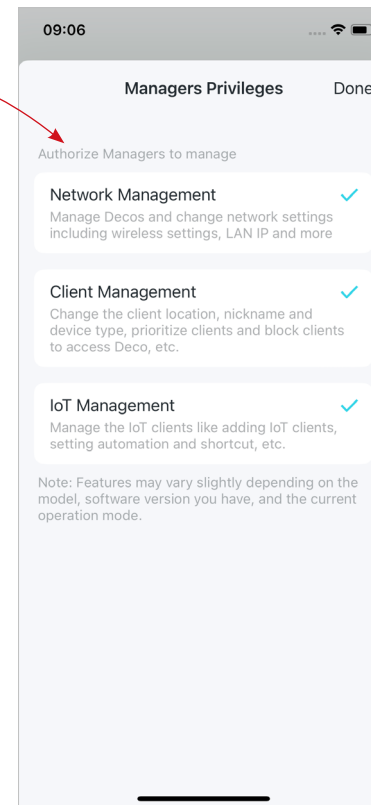 09:06
Managers Privileges Done
Authorize Managers to manage
Network Management
Manage Decos and change network settings
including wireless settings, LAN IP and more
Client Management
Change the client location, nickname and
device type, prioritize clients and block clients
to access Deco, etc.
IoT Management
Manage the IoT clients like adding IoT clients,
setting automation and shortcut, etc.
Note: Features may vary slightly depending on the
model, software version you have, and the current
operation mode.